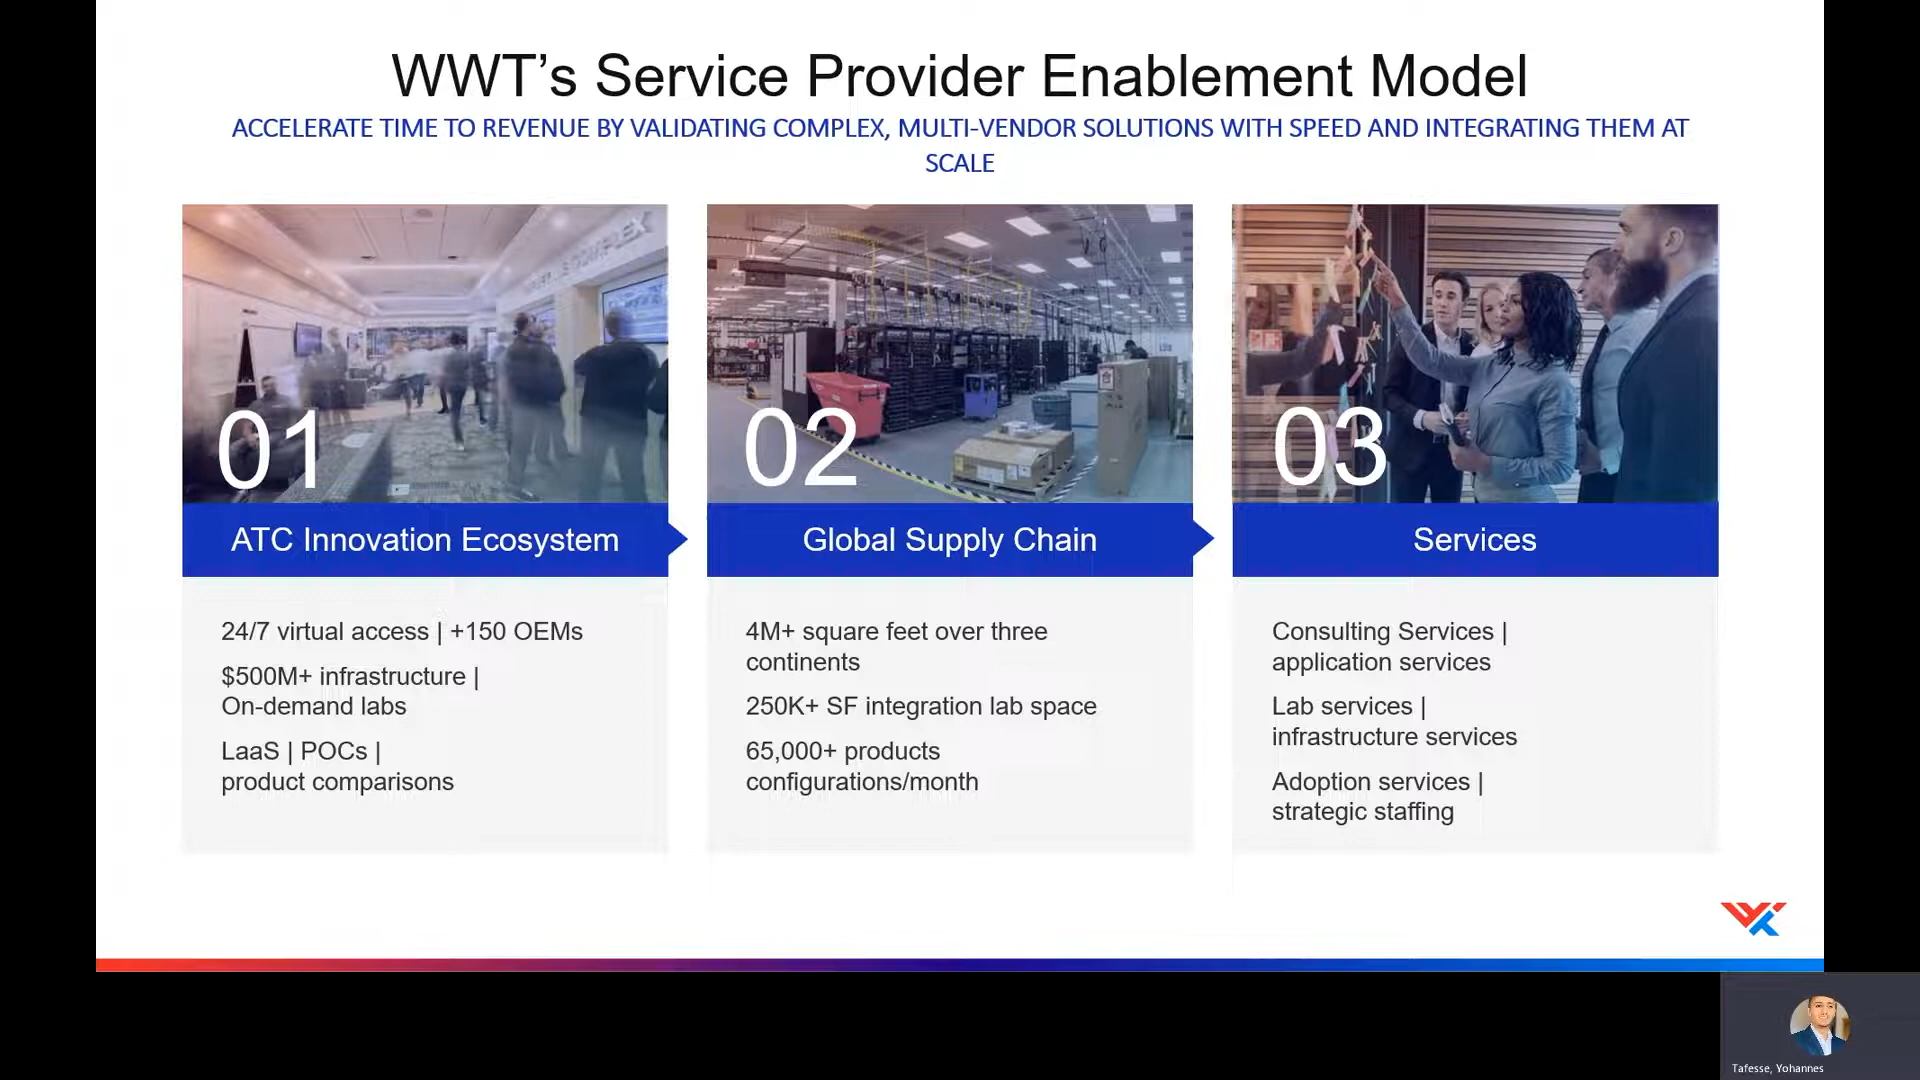 WWT’s Service Provider Enablement Model
ACCELERATE TIME TO REVENUE BY VALIDATING COMPLEX, MULTI-VENDOR SOLUTIONS WITH SPEED AND INTEGRATING THEM AT
SCALE
01
ATC Innovation Ecosystem
24/7 virtual access | +150 OEMs
$500M+ infrastructure |
On-demand labs
LaaS | POCs |
product comparisons
02
Global Supply Chain
4M+ square feet over three
continents
250K+ SF integration lab space
65,000+ products
configurations/month
03
Services
Consulting Services |
application services
Lab services |
infrastructure services
Adoption services |
strategic staffing
Tafesse, Yohannes